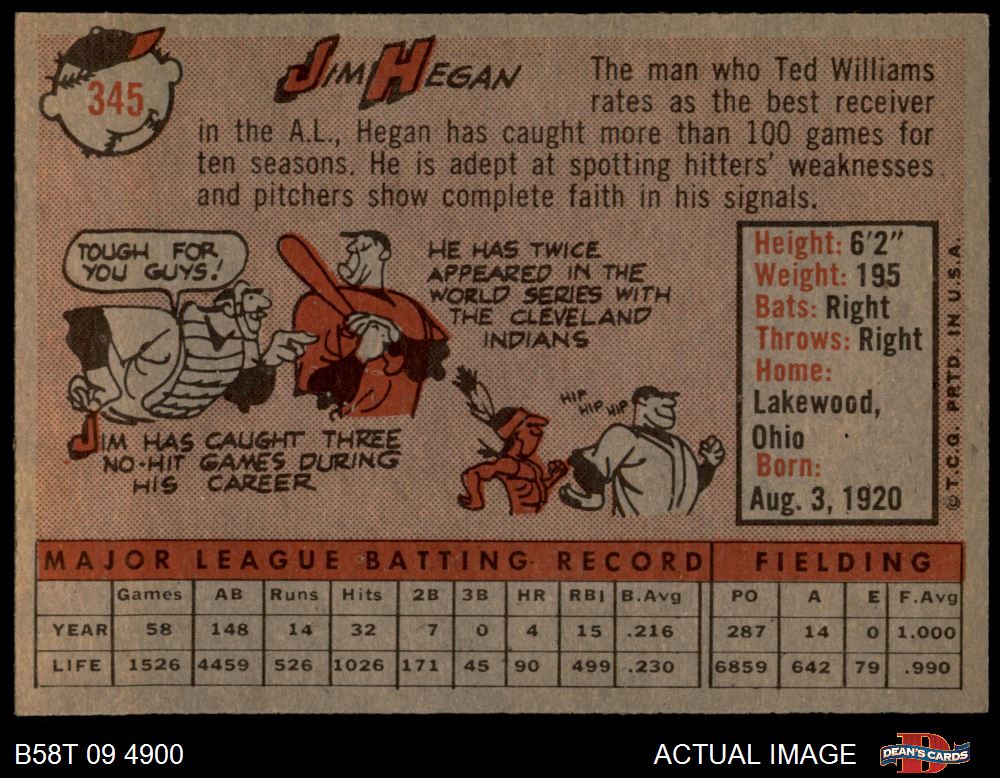 345
JIM HEGAN
The man who Ted Williams
rates as the best receiver
in the A.L., Hegan has caught more than 100 games for
ten seasons. He is adept at spotting hitters' weaknesses
and pitchers show complete faith in his signals.
TOUGH FOR
YOU GUYS!
HE HAS TWICE
APPEARED IN THE
WORLD SERIES WITH
THE CLEVELAND
INDIANS
JIM HAS CAUGHT THREE
NO-HIT GAMES DURING
HIS CAREER
HIP HIP HIP
Height: 6'2"
Weight: 195
Bats: Right
Throws: Right
Home:
Lakewood,
Ohio
Born:
Aug. 3, 1920
© T.C.G. PRTD. IN U.S.A.
MAJOR LEAGUE BATTING RECORD FIELDING
Games AB Runs Hits 2B 3B HR RBI B.Avg PO A E F.Avg
YEAR 58 148 14 32 7 0 4 15 .216 287 14 0 1.000
LIFE 1526 4459 526 1026 171 45 90 499 .230 6859 642 79 .990
B58T 09 4900 ACTUAL IMAGE DEAN'S CARDS